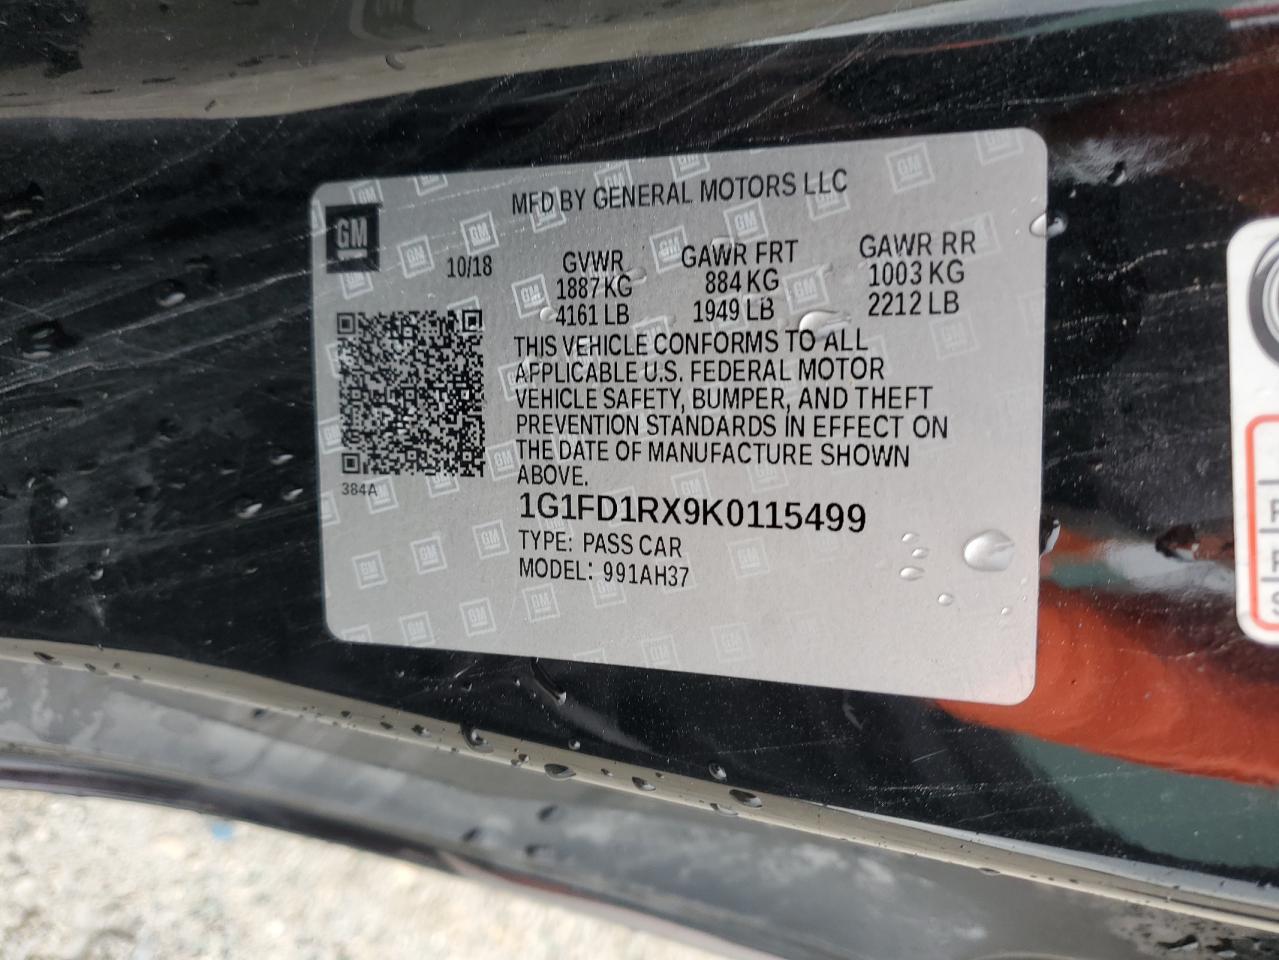 MFD BY GENERAL MOTORS LLC
GM
10/18
GVWR GAWR FRT GAWR RR
1887 KG 884 KG 1003 KG
4161 LB 1949 LB 2212 LB
THIS VEHICLE CONFORMS TO ALL
APPLICABLE U.S. FEDERAL MOTOR
VEHICLE SAFETY, BUMPER, AND THEFT
PREVENTION STANDARDS IN EFFECT ON
THE DATE OF MANUFACTURE SHOWN
ABOVE.
384A
1G1FD1RX9K0115499
TYPE: PASS CAR
MODEL: 991AH37